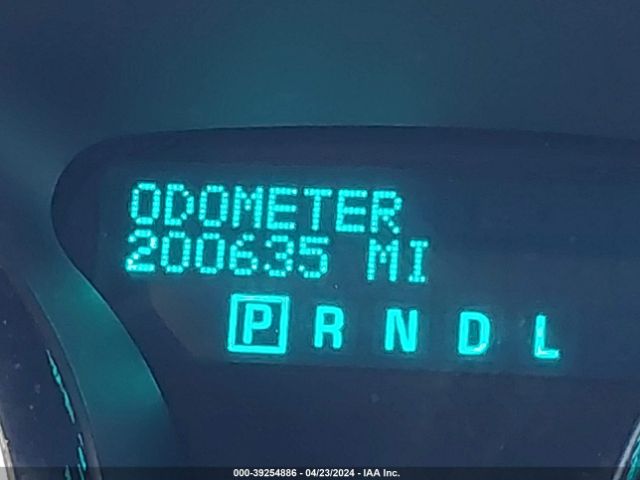 ODOMETER
200635 MI
P R N D L
000-39254886 - 04/23/2024 - IAA Inc.